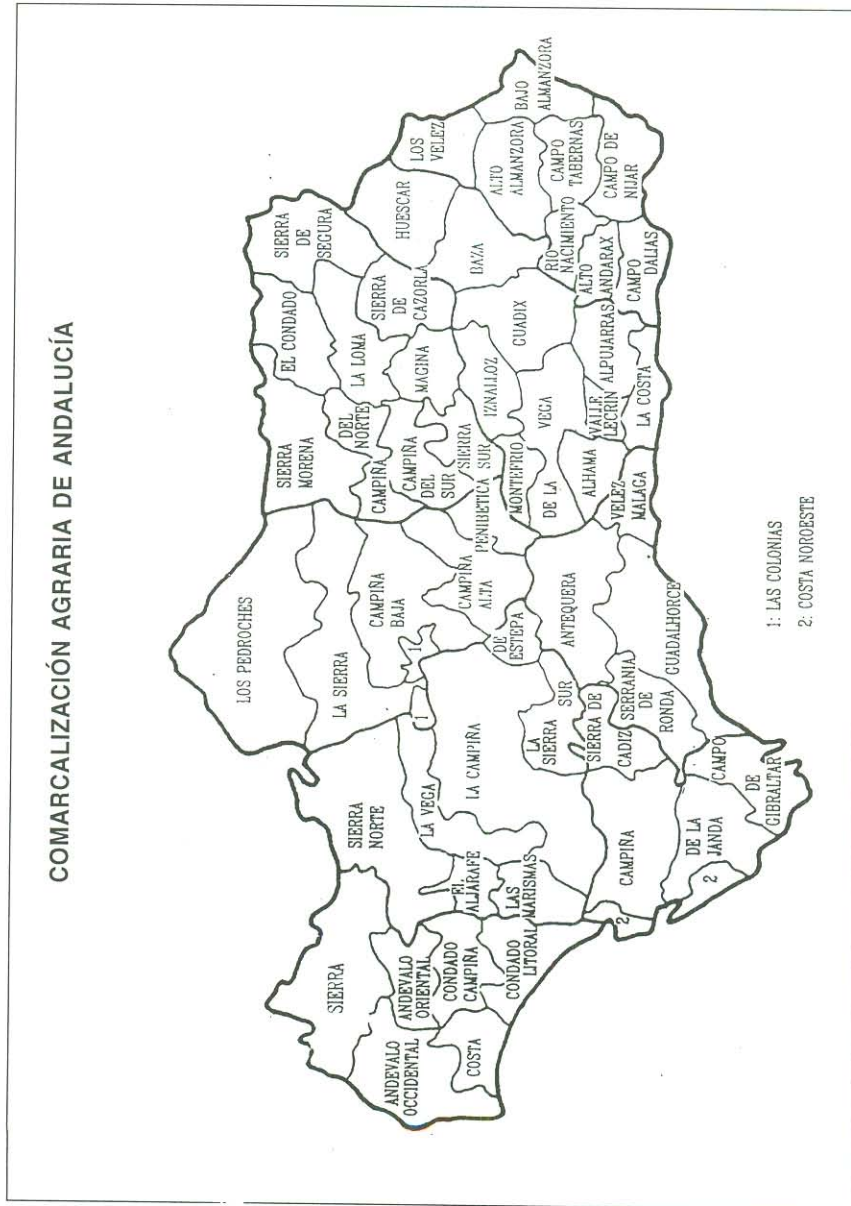 COMARCALIZACIÓN AGRARIA DE ANDALUCÍA
LOS PEDROCHES
SIERRA
MORENA
EL CONDADO
SIERRA
DE
SEGURA
SIERRA
SIERRA
NORTE
LA SIERRA
CAMPIÑA
DEL NORTE
LA LOMA
HUESCAR
LOS
VELEZ
ANDEVALO
OCCIDENTAL
ANDEVALO
ORIENTAL
LA VEGA
1
1
CAMPIÑA
BAJA
CAMPIÑA
DEL SUR
MAGINA
SIERRA
DE
CAZORLA
COSTA
CONDADO
CAMPIÑA
EL
ALJARAFE
LA CAMPIÑA
CAMPIÑA
ALTA
SIERRA
SUR
IZNALLOZ
BAZA
ALTO
ALMANZORA
BAJO
ALMANZORA
CONDADO
LITORAL
LAS
MARISMAS
DE
ESTEPA
PENIBETICA
MONTEFRIO
GUADIX
LA
SIERRA SUR
ANTEQUERA
DE LA
VEGA
RIO
NACIMIENTO
CAMPO
TABERNAS
2
CAMPIÑA
SIERRA DE
CADIZ
SERRANIA
DE
RONDA
ALHAMA
VALLE
LECRIN
ALPUJARRAS
ALTO
ANDARAX
CAMPO DE
NIJAR
VELEZ
MALAGA
LA COSTA
CAMPO
DALIAS
2
DE LA
JANDA
CAMPO
DE
GIBRALTAR
GUADALHORCE
1: LAS COLONIAS
2: COSTA NOROESTE